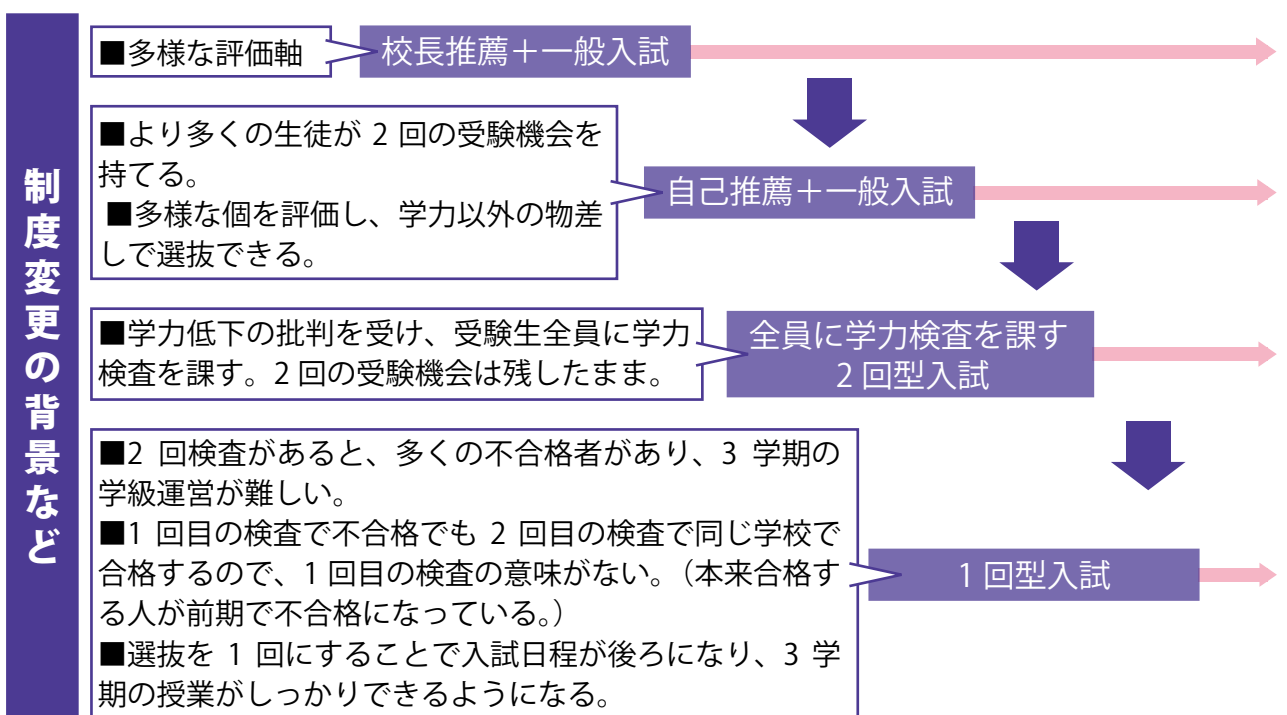 制度変更の背景など
■多様な評価軸
校長推薦＋一般入試
■より多くの生徒が 2 回の受験機会を
持てる。
■多様な個を評価し、学力以外の物差
しで選抜できる。
自己推薦＋一般入試
■学力低下の批判を受け、受験生全員に学力
検査を課す。2 回の受験機会は残したまま。
全員に学力検査を課す
2 回型入試
■2 回検査があると、多くの不合格者があり、3 学期の
学級運営が難しい。
■1 回目の検査で不合格でも 2 回目の検査で同じ学校で
合格するので、1 回目の検査の意味がない。（本来合格す
る人が前期で不合格になっている。）
■選抜を 1 回にすることで入試日程が後ろになり、3 学
期の授業がしっかりできるようになる。
1 回型入試